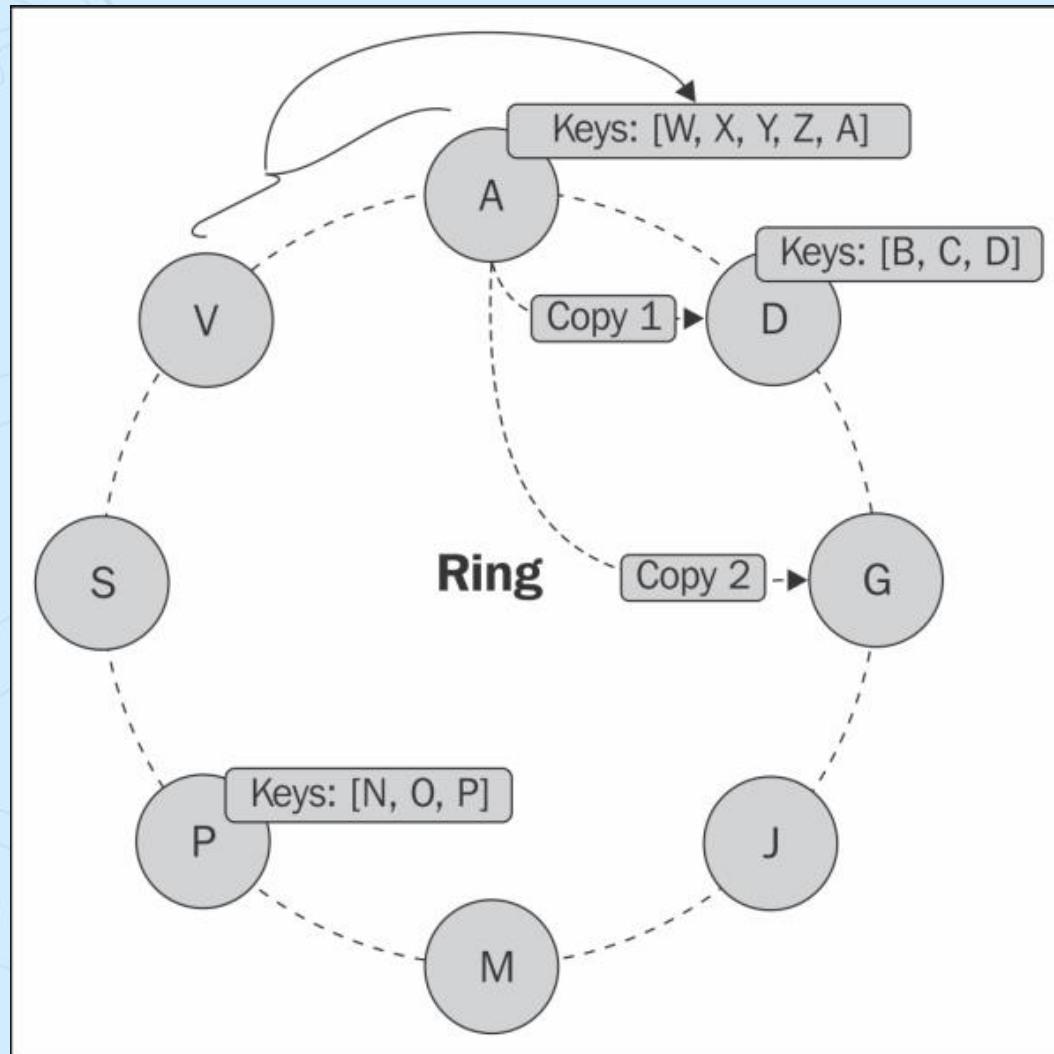 Keys: [W, X, Y, Z, A]
A
Keys: [B, C, D]
V
Copy 1
D
S
Ring
Copy 2
G
Keys: [N, O, P]
P
J
M